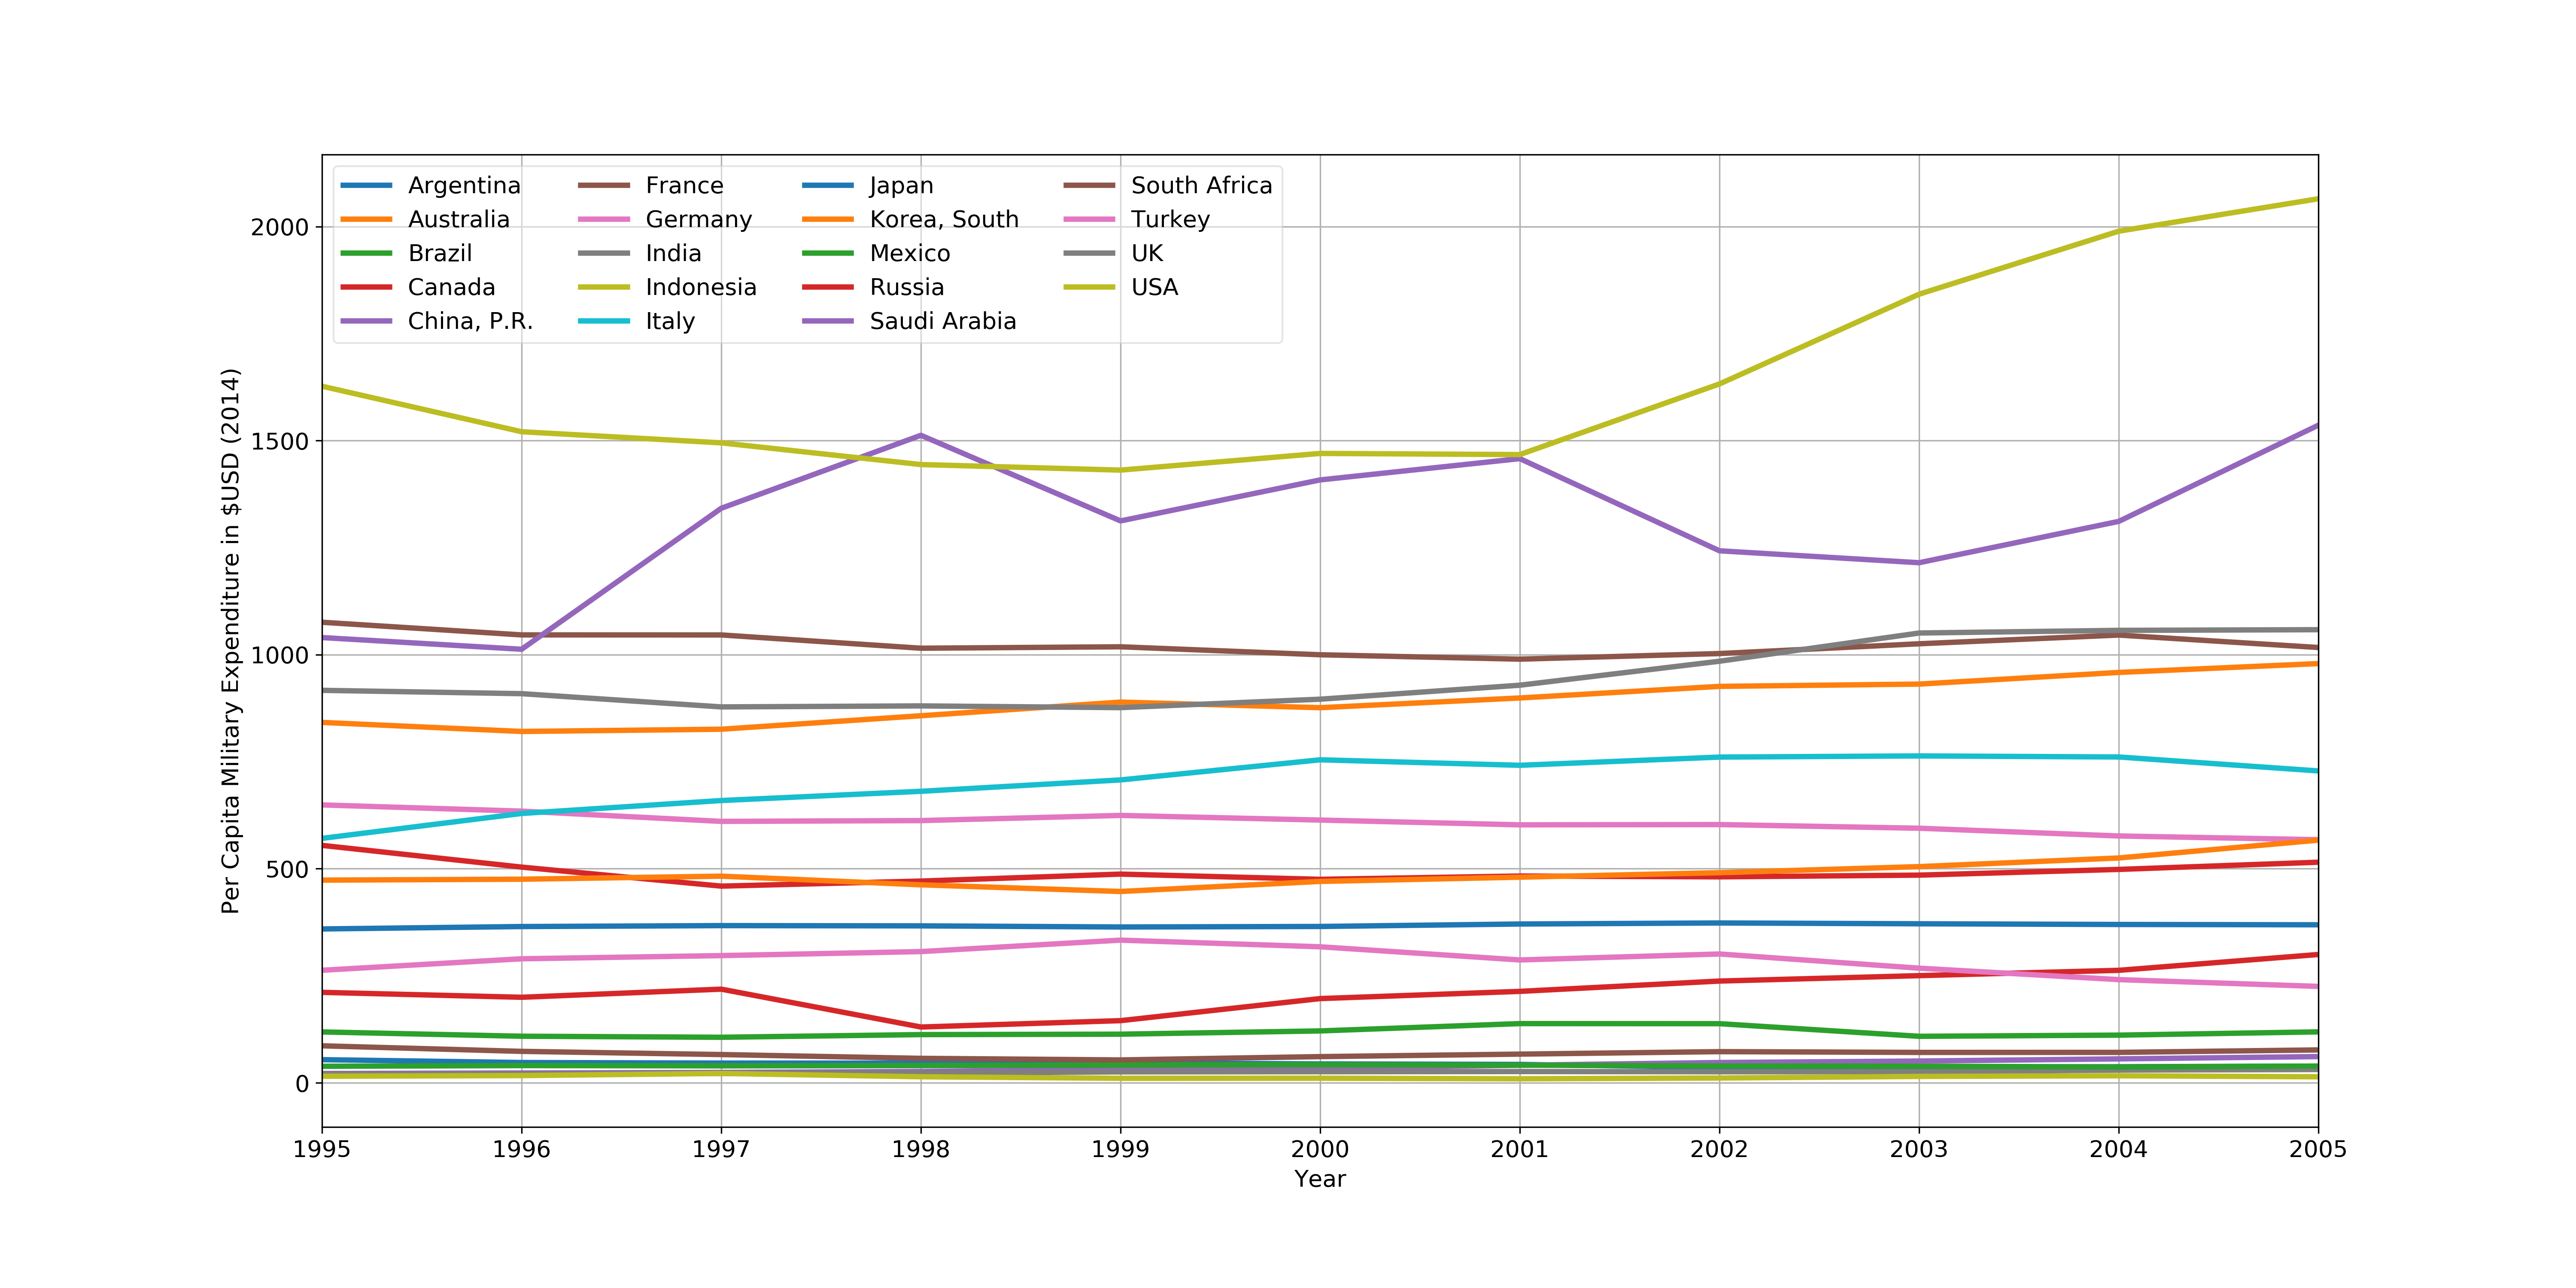 Argentina
Australia
Brazil
Canada
China, P.R.
France
Germany
India
Indonesia
Italy
Japan
Korea, South
Mexico
Russia
Saudi Arabia
South Africa
Turkey
UK
USA
Per Capita Military Expenditure in $USD (2014)
2000
1500
1000
500
0
1995 1996 1997 1998 1999 2000 2001 2002 2003 2004 2005
Year